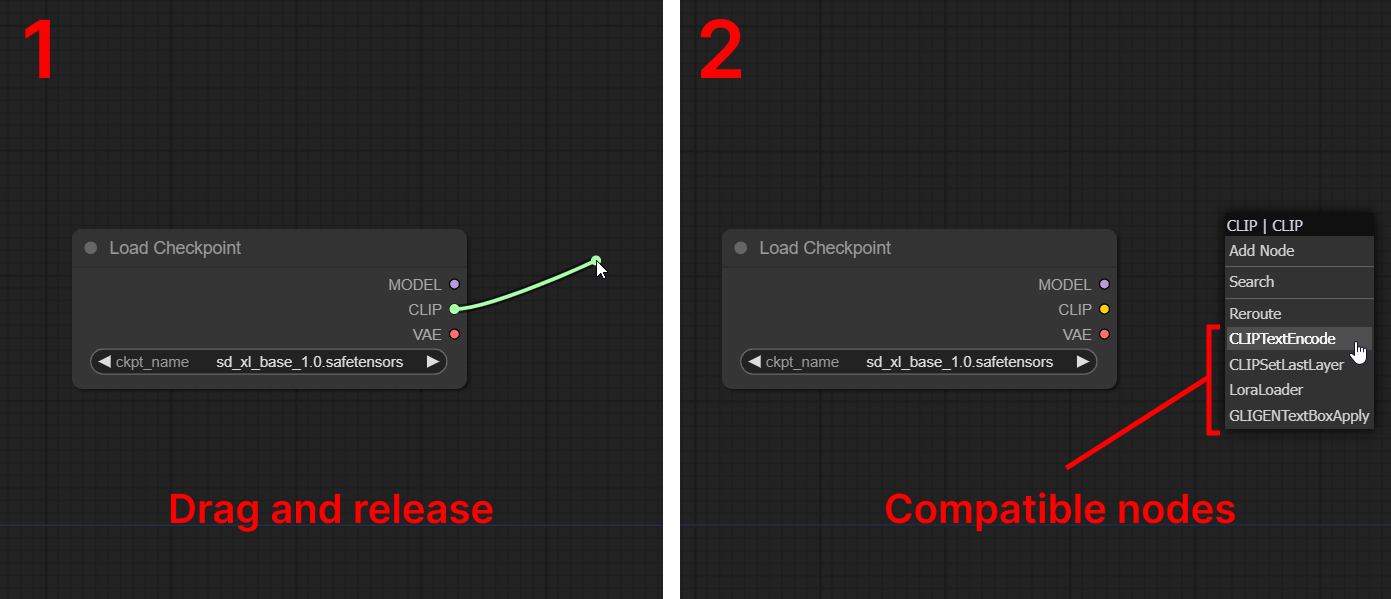 1
Load Checkpoint
MODEL
CLIP
VAE
ckpt_name sd_xl_base_1.0.safetensors
Drag and release
2
Load Checkpoint
MODEL
CLIP
VAE
ckpt_name sd_xl_base_1.0.safetensors
CLIP | CLIP
Add Node
Search
Reroute
CLIPTextEncode
CLIPSetLastLayer
LoraLoader
GLIGENTextBoxApply
Compatible nodes